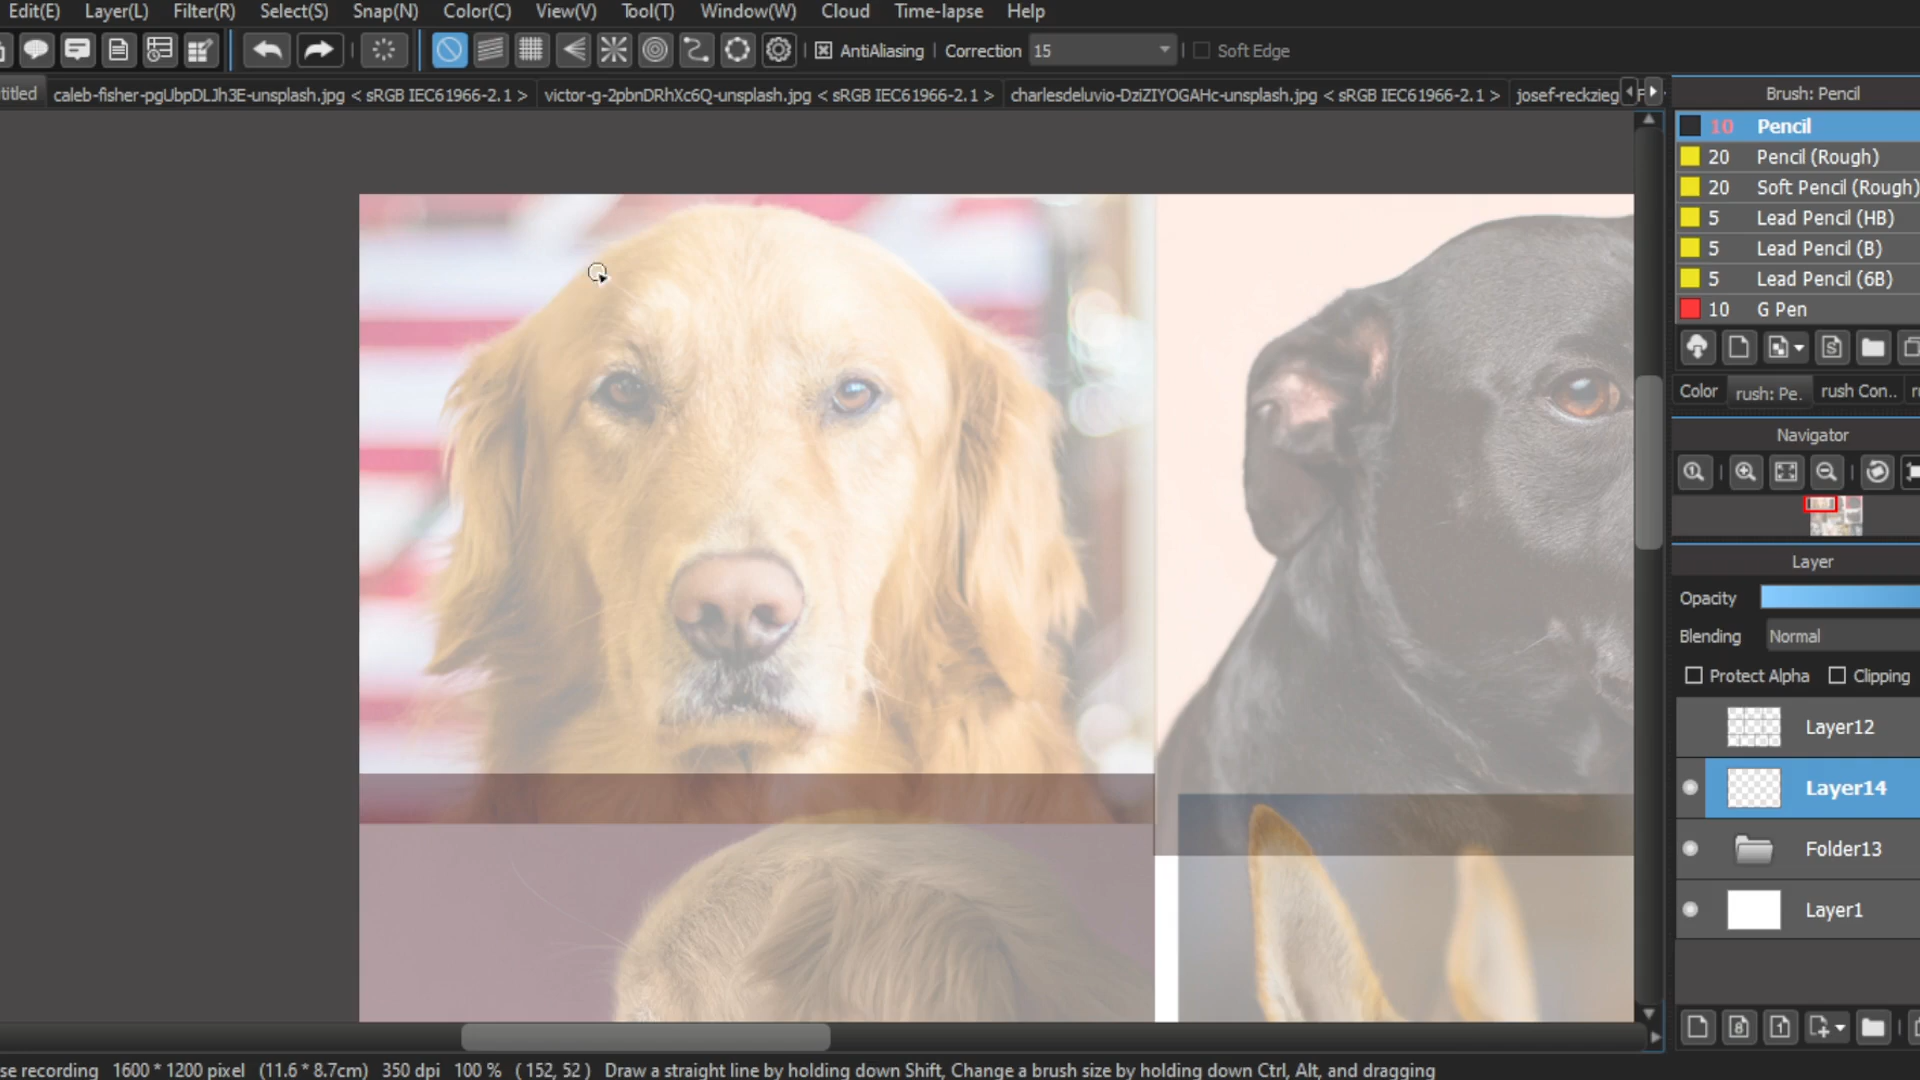 Edit(E) Layer(L) Filter(R) Select(S) Snap(N) Color(C) View(V) Tool(T) Window(W) Cloud Time-lapse Help
AntiAliasing Correction 15 Soft Edge
titled caleb-fisher-pgUbpDLJh3E-unsplash.jpg < sRGB IEC61966-2.1 > victor-g-2pbnDRhXc6Q-unsplash.jpg < sRGB IEC61966-2.1 > charlesdeluvio-DziZIYOGAHc-unsplash.jpg < sRGB IEC61966-2.1 > josef-reckzieg
Brush: Pencil
10 Pencil
20 Pencil (Rough)
20 Soft Pencil (Rough)
5 Lead Pencil (HB)
5 Lead Pencil (B)
5 Lead Pencil (6B)
10 G Pen
Color rush: Pe. rush Con..
Navigator
Layer
Opacity
Blending Normal
Protect Alpha Clipping
Layer12
Layer14
Folder13
Layer1
se recording 1600 * 1200 pixel (11.6 * 8.7cm) 350 dpi 100 % ( 152, 52 ) Draw a straight line by holding down Shift, Change a brush size by holding down Ctrl, Alt, and dragging